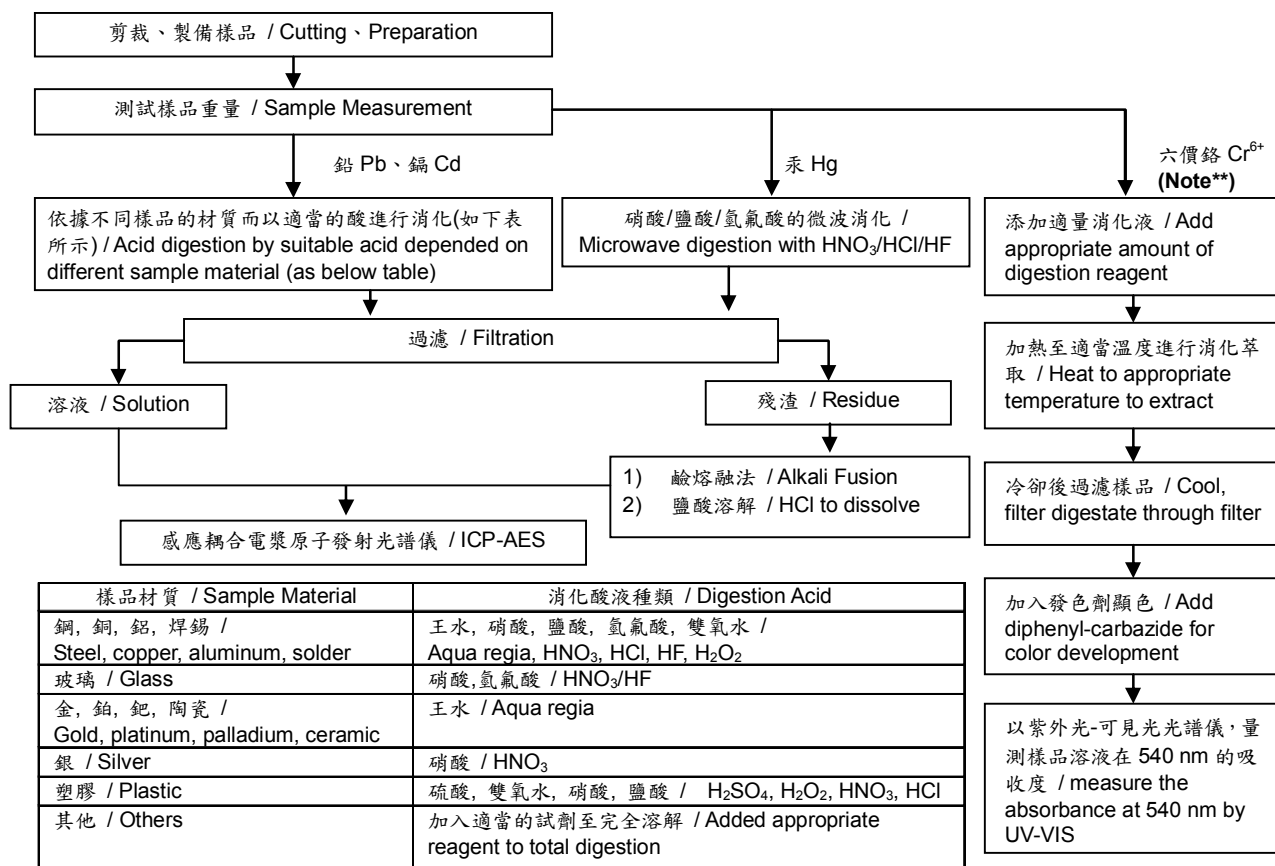 剪裁、製備樣品 / Cutting、Preparation
測試樣品重量 / Sample Measurement
鉛 Pb、鎘 Cd
汞 Hg
六價鉻 Cr6+
(Note**)
依據不同樣品的材質而以適當的酸進行消化(如下表
所示) / Acid digestion by suitable acid depended on
different sample material (as below table)
硝酸/鹽酸/氫氟酸的微波消化 /
Microwave digestion with HNO3/HCl/HF
添加適量消化液 / Add
appropriate amount of
digestion reagent
過濾 / Filtration
加熱至適當溫度進行消化萃
取 / Heat to appropriate
temperature to extract
溶液 / Solution
殘渣 / Residue
1) 鹼熔融法 / Alkali Fusion
2) 鹽酸溶解 / HCl to dissolve
冷卻後過濾樣品 / Cool,
filter digestate through filter
感應耦合電漿原子發射光譜儀 / ICP-AES
加入發色劑顯色 / Add
diphenyl-carbazide for
color development
以紫外光-可見光光譜儀，量
測樣品溶液在 540 nm 的吸
收度 / measure the
absorbance at 540 nm by
UV-VIS
樣品材質 / Sample Material 消化酸液種類 / Digestion Acid
鋼, 銅, 鋁, 焊錫 / 王水, 硝酸, 鹽酸, 氫氟酸, 雙氧水 /
Steel, copper, aluminum, solder Aqua regia, HNO3, HCl, HF, H2O2
玻璃 / Glass 硝酸,氫氟酸 / HNO3/HF
金, 鉑, 鈀, 陶瓷 / 王水 / Aqua regia
Gold, platinum, palladium, ceramic
銀 / Silver 硝酸 / HNO3
塑膠 / Plastic 硫酸, 雙氧水, 硝酸, 鹽酸 / H2SO4, H2O2, HNO3, HCl
其他 / Others 加入適當的試劑至完全溶解 / Added appropriate
reagent to total digestion